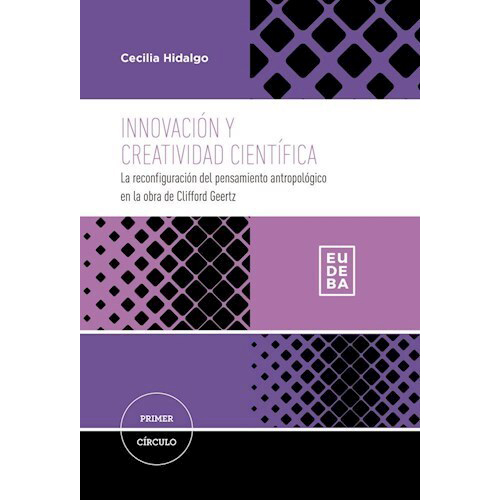 Cecilia Hidalgo
INNOVACIÓN Y
CREATIVIDAD CIENTÍFICA
La reconfiguración del pensamiento antropológico
en la obra de Clifford Geertz
EU
DE
BA
PRIMER
CÍRCULO